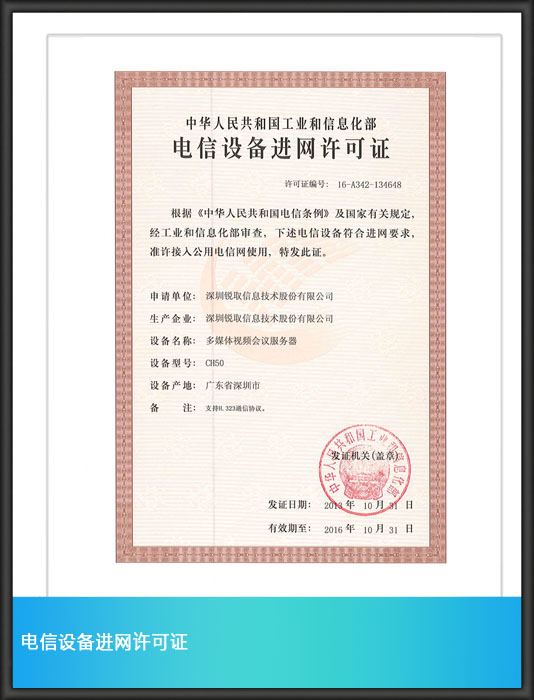 中华人民共和国工业和信息化部
电信设备进网许可证
许可证编号： 16-A342-134648
根据《中华人民共和国电信条例》及国家有关规定，
经工业和信息化部审查，下述电信设备符合进网要求，
准许接入公用电信网使用，特发此证。
申请单位： 深圳锐取信息技术股份有限公司
生产企业： 深圳锐取信息技术股份有限公司
设备名称： 多媒体视频会议服务器
设备型号： CH50
设备产地： 广东省深圳市
备 注： 支持H.323通信协议。
中华人民共和国工业和信息化部
发证机关(盖章)
发证日期： 2013 年 10 月 31 日
有效期至： 2016 年 10 月 31 日
电信设备进网许可证